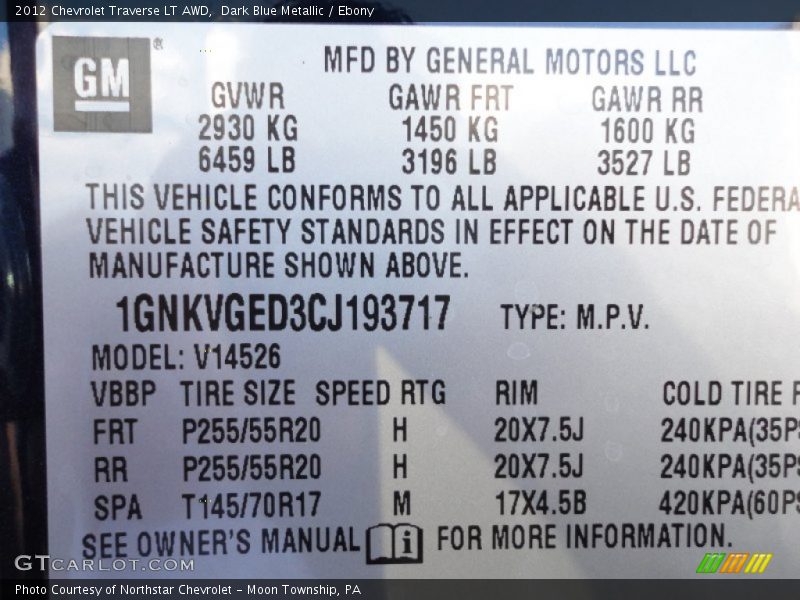 2012 Chevrolet Traverse LT AWD, Dark Blue Metallic / Ebony
GM ®
MFD BY GENERAL MOTORS LLC
GVWR GAWR FRT GAWR RR
2930 KG 1450 KG 1600 KG
6459 LB 3196 LB 3527 LB
THIS VEHICLE CONFORMS TO ALL APPLICABLE U.S. FEDERA
VEHICLE SAFETY STANDARDS IN EFFECT ON THE DATE OF
MANUFACTURE SHOWN ABOVE.
1GNKVGED3CJ193717 TYPE: M.P.V.
MODEL: V14526
VBBP TIRE SIZE SPEED RTG RIM COLD TIRE P
FRT P255/55R20 H 20X7.5J 240KPA(35PS
RR P255/55R20 H 20X7.5J 240KPA(35PS
SPA T145/70R17 M 17X4.5B 420KPA(60PS
SEE OWNER'S MANUAL i FOR MORE INFORMATION.
GTCARLOT.COM
Photo Courtesy of Northstar Chevrolet - Moon Township, PA